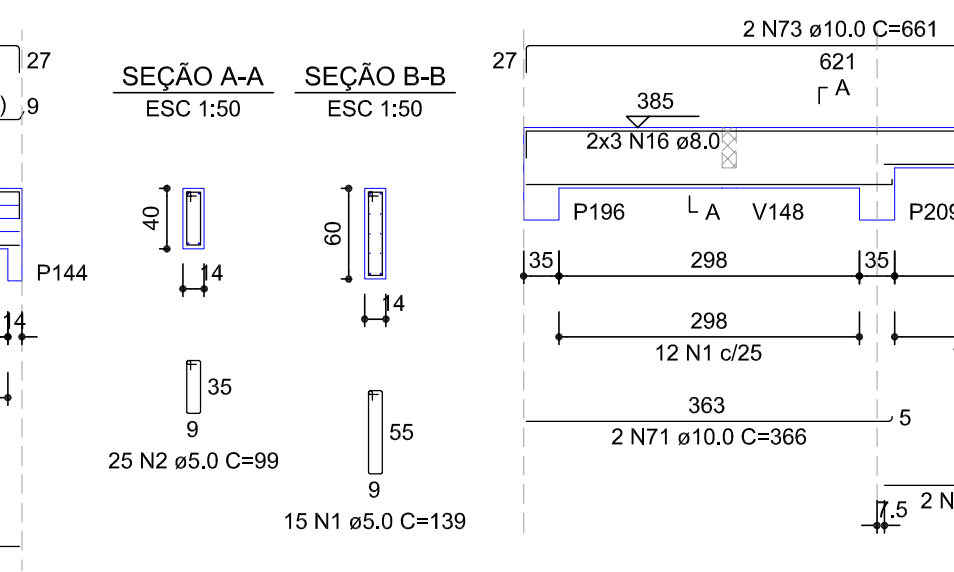 27
)
9
P144
14
SEÇÃO A-A
ESC 1:50
40
14
35
9
25 N2 ø5.0 C=99
SEÇÃO B-B
ESC 1:50
60
14
55
9
15 N1 ø5.0 C=139
2 N73 ø10.0 C=661
27
621
A
385
2x3 N16 ø8.0
P196
A
V148
P209
35
298
35
298
12 N1 c/25
363
5
2 N71 ø10.0 C=366
2 N
7.5